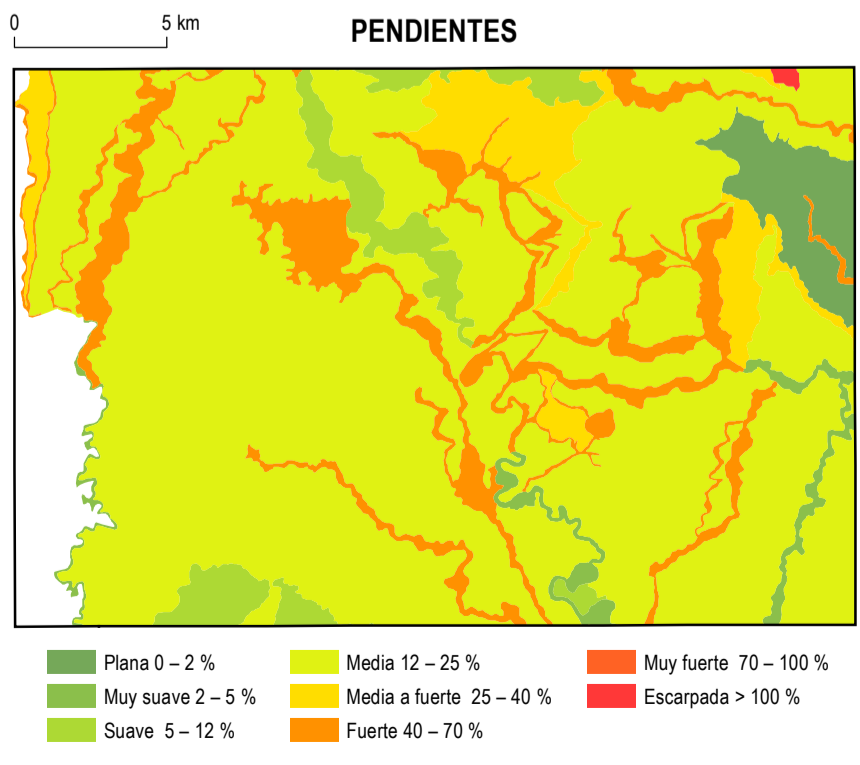 0 5 km
PENDIENTES
Plana 0 – 2 %
Muy suave 2 – 5 %
Suave 5 – 12 %
Media 12 – 25 %
Media a fuerte 25 – 40 %
Fuerte 40 – 70 %
Muy fuerte 70 – 100 %
Escarpada > 100 %